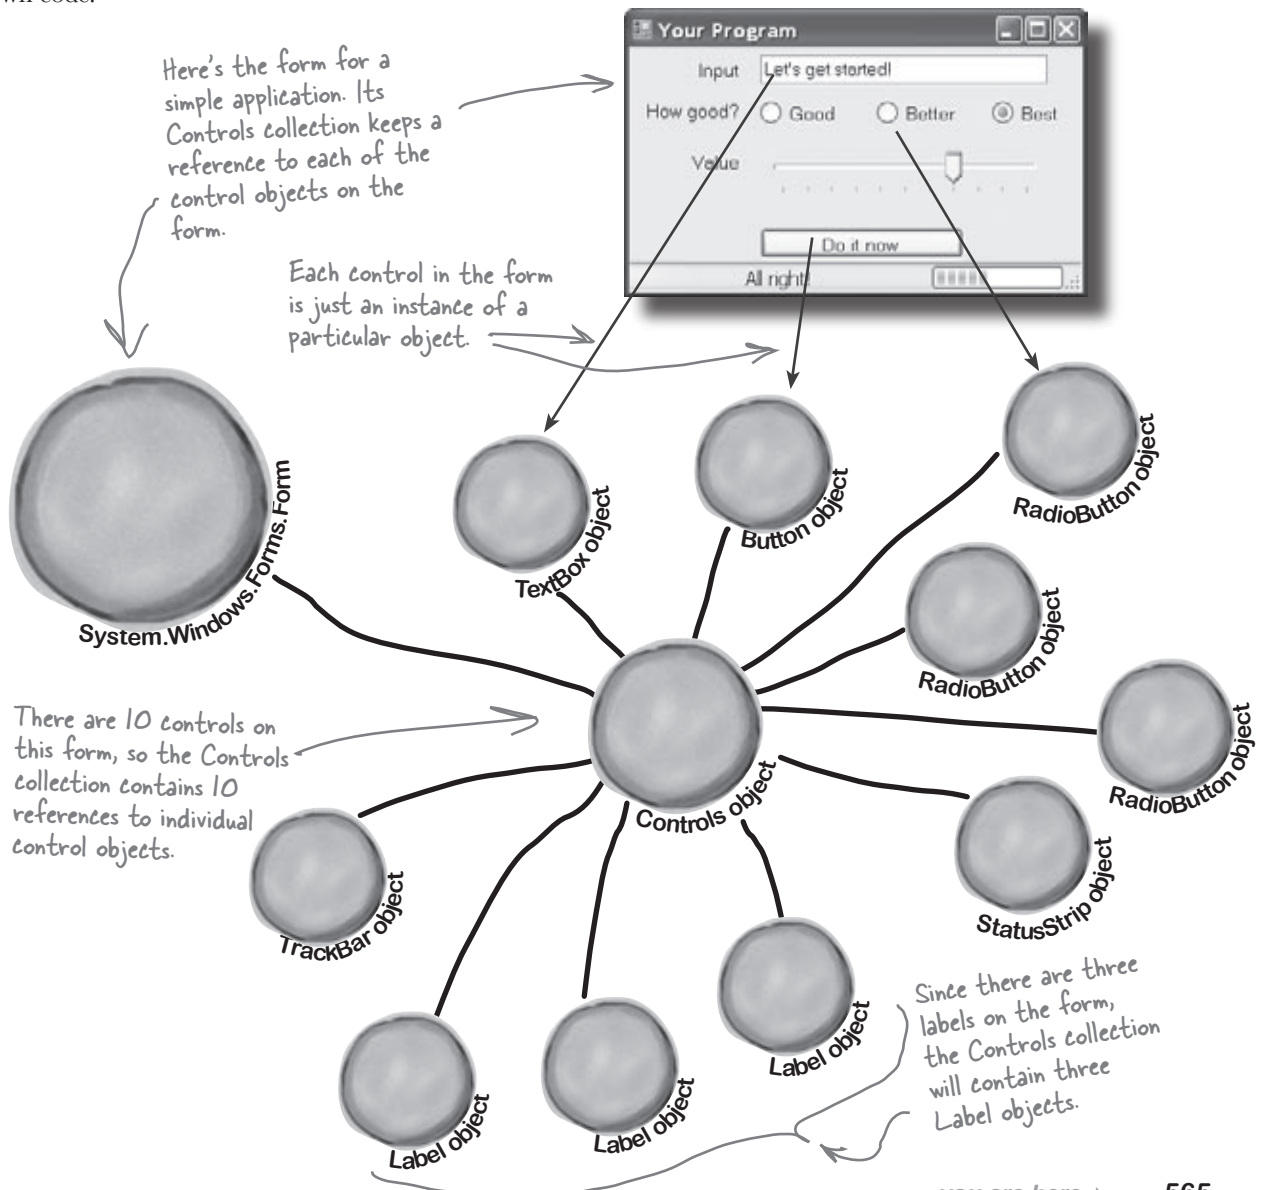 wn code.
Here's the form for a
simple application. Its
Controls collection keeps a
reference to each of the
control objects on the
form.
Your Program
Input
Let's get started!
How good?
Good
Better
Best
Value
Do it now
All right!
Each control in the form
is just an instance of a
particular object.
System.Windows.Forms.Form
TextBox object
Button object
RadioButton object
RadioButton object
RadioButton object
There are 10 controls on
this form, so the Controls
collection contains 10
references to individual
control objects.
Controls object
TrackBar object
StatusStrip object
Label object
Label object
Label object
Since there are three
labels on the form,
the Controls collection
will contain three
Label objects.
565